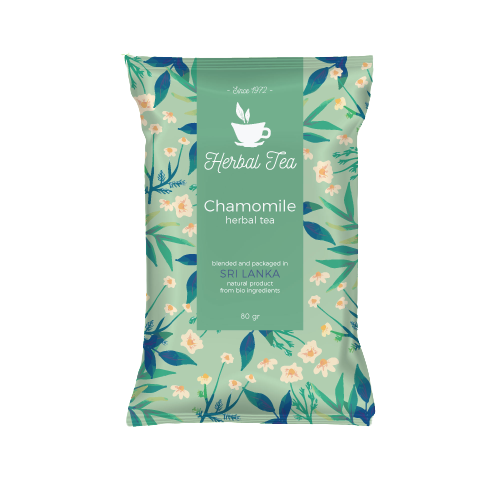 - Since 1972 -
Herbal Tea
Chamomile
herbal tea
blended and packaged in
SRI LANKA
natural product
from bio ingredients
80 gr